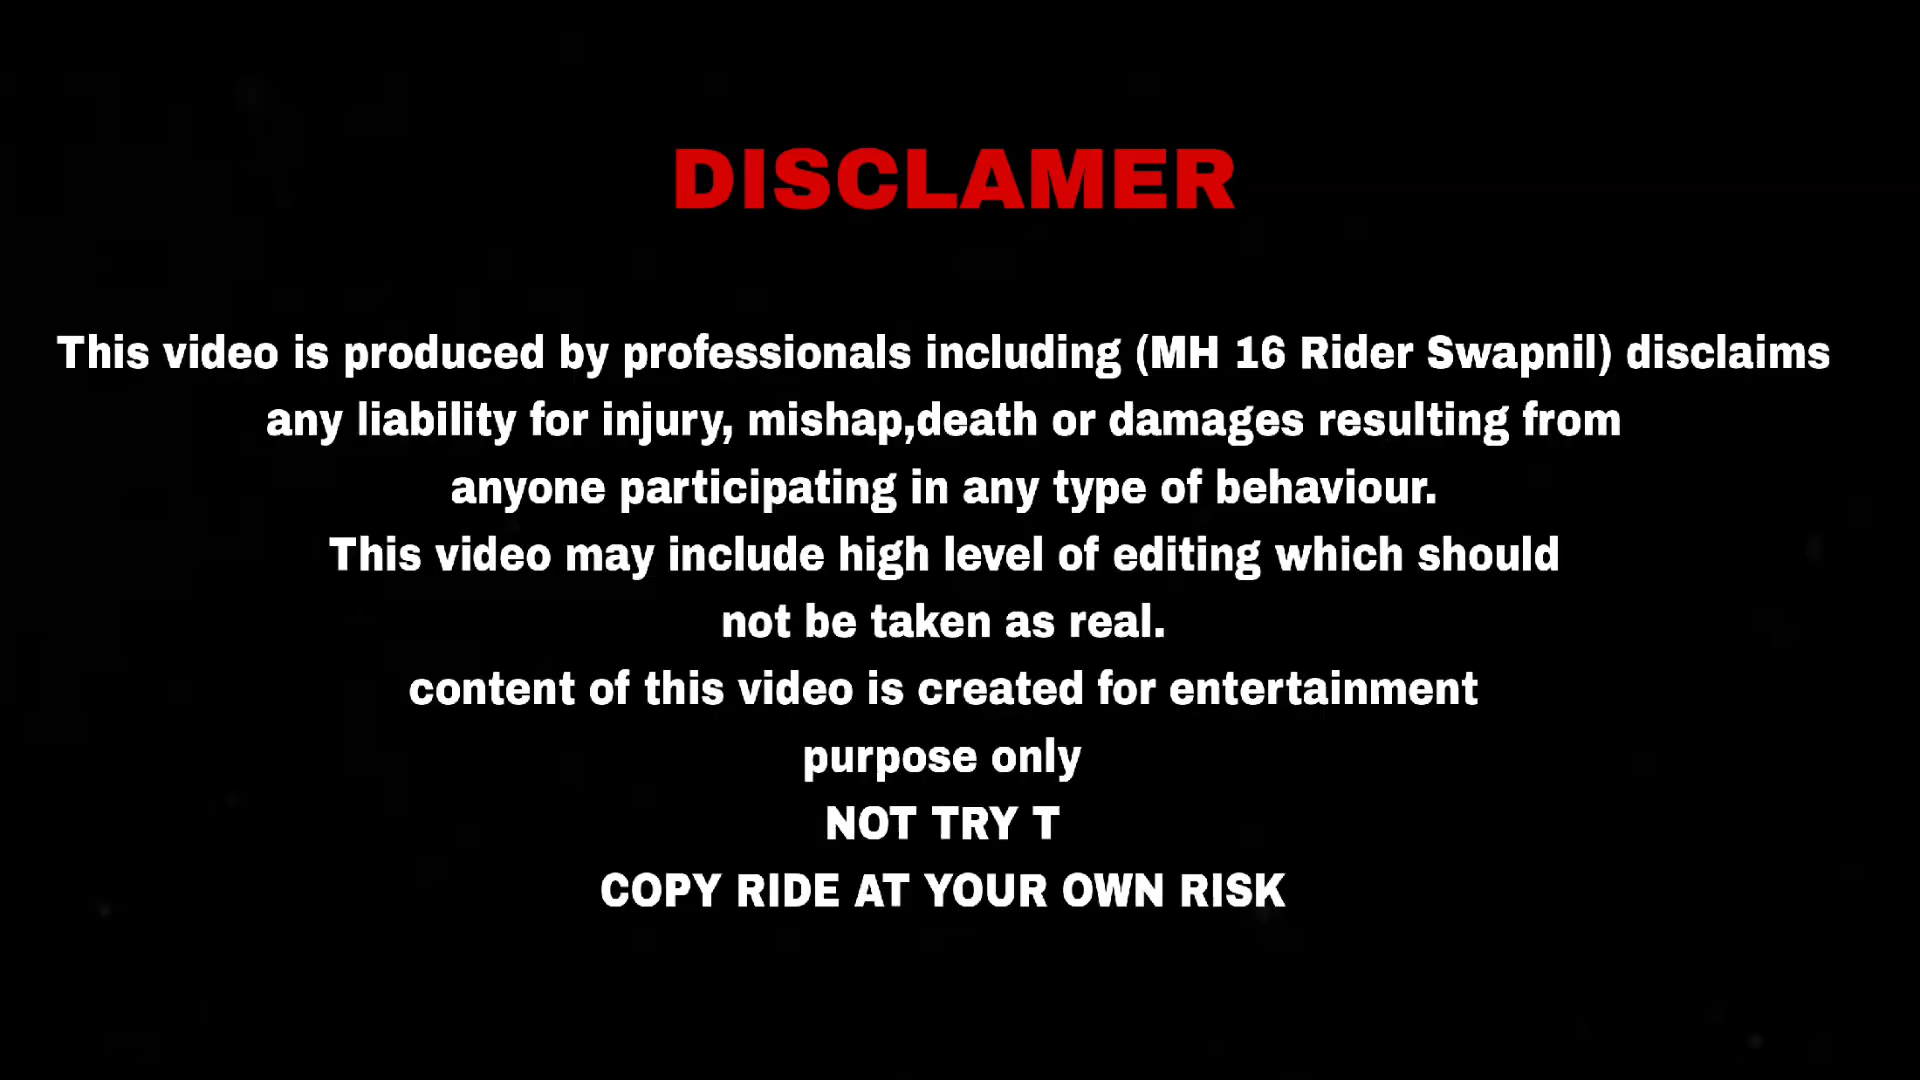 DISCLAMER
This video is produced by professionals including (MH 16 Rider Swapnil) disclaims
any liability for injury, mishap,death or damages resulting from
anyone participating in any type of behaviour.
This video may include high level of editing which should
not be taken as real.
content of this video is created for entertainment
purpose only
NOT TRY T
COPY RIDE AT YOUR OWN RISK